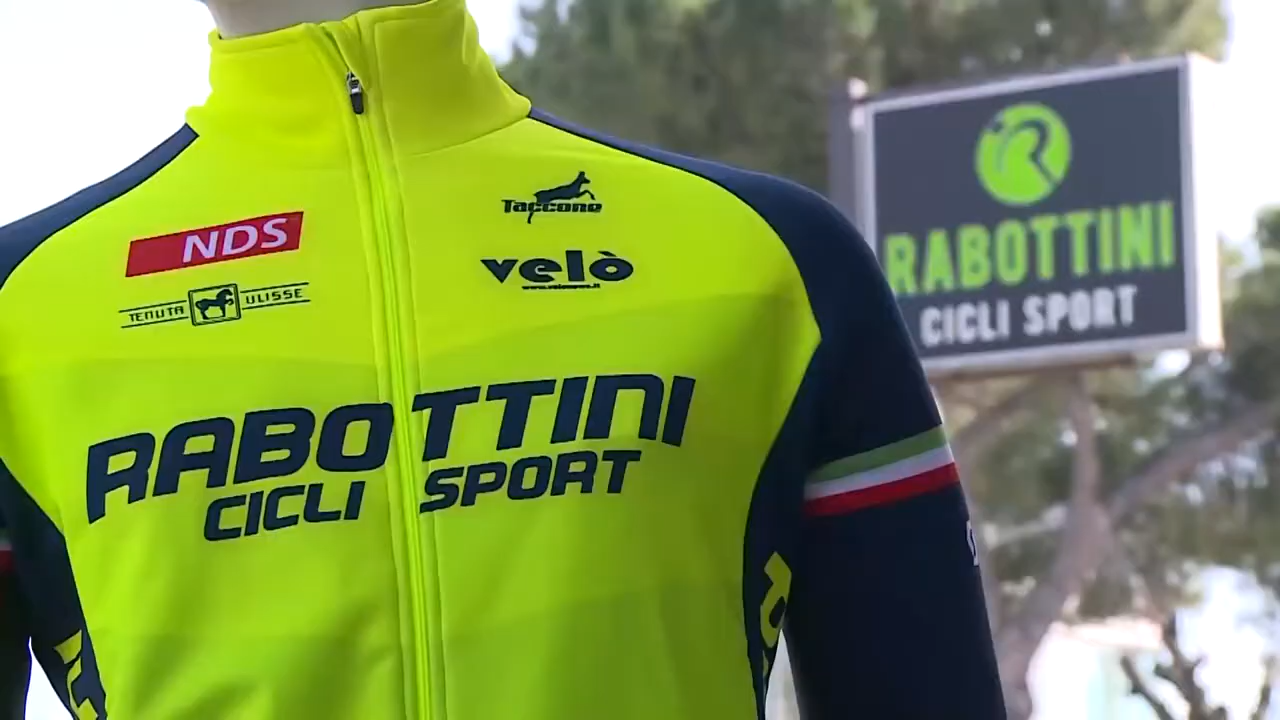 NDS
TENUTA ULISSE
Taccone
velò
RABOTTINI
CICLI SPORT
R
RABOTTINI
CICLI SPORT